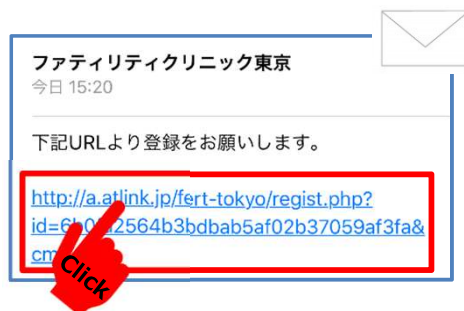 ファティリティクリニック東京
今日 15:20
下記URLより登録をお願いします。
http://a.atlink.jp/fert-tokyo/regist.php?
2564b3bdbab5af02b37059af3fa&
Click